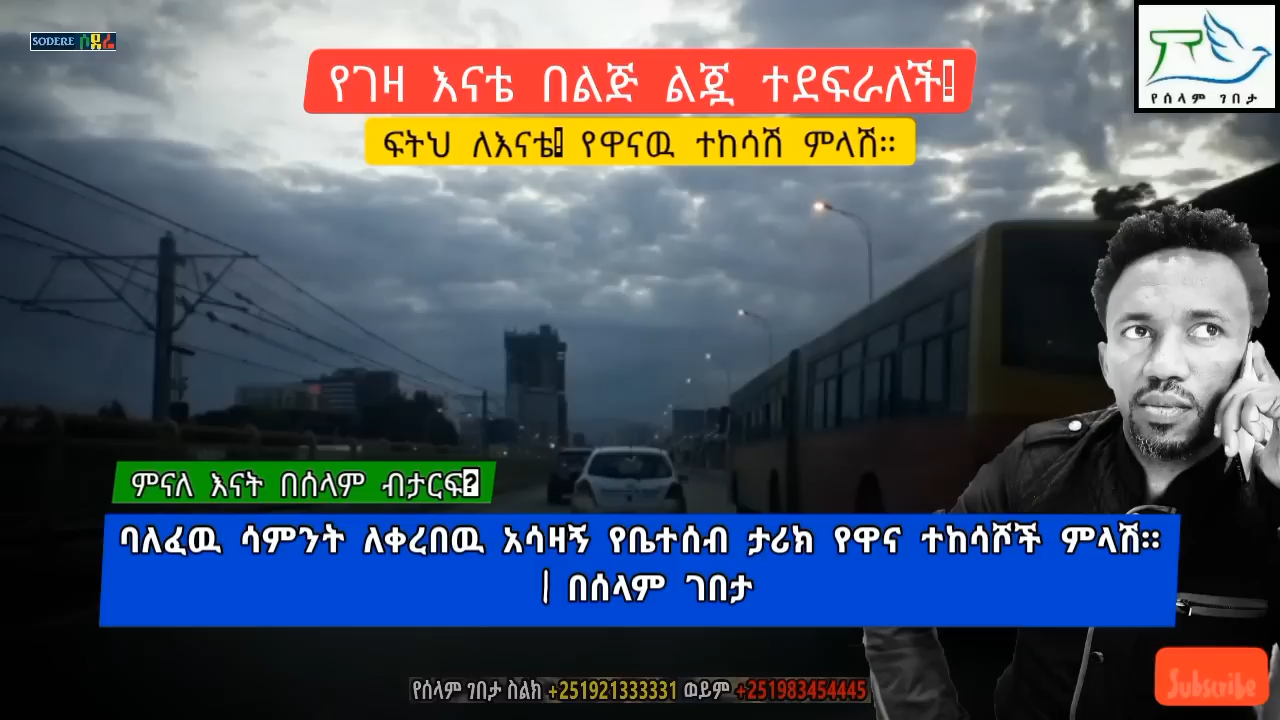 SODERE ሶደሬ
የሰላም ገበታ
የገዛ እናቴ በልጅ ልጇ ተደፍራለች
ፍትህ ለእናቴ የዋናዉ ተከሳሽ ምላሽ።
ምናለ እናት በሰላም ብታርፍ?
ባለፈዉ ሳምንት ለቀረበዉ አሳዛኝ የቤተሰብ ታሪክ የዋና ተከሳሾች ምላሽ።
| በሰላም ገበታ
Subscribe
የሰላም ገበታ ስልክ +251921333331 ወይም +251983454445